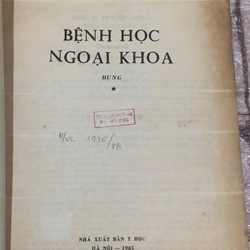 BỆNH HỌC
NGOẠI KHOA
BỤNG
NHÀ XUẤT BẢN Y HỌC
HÀ NỘI — 1985